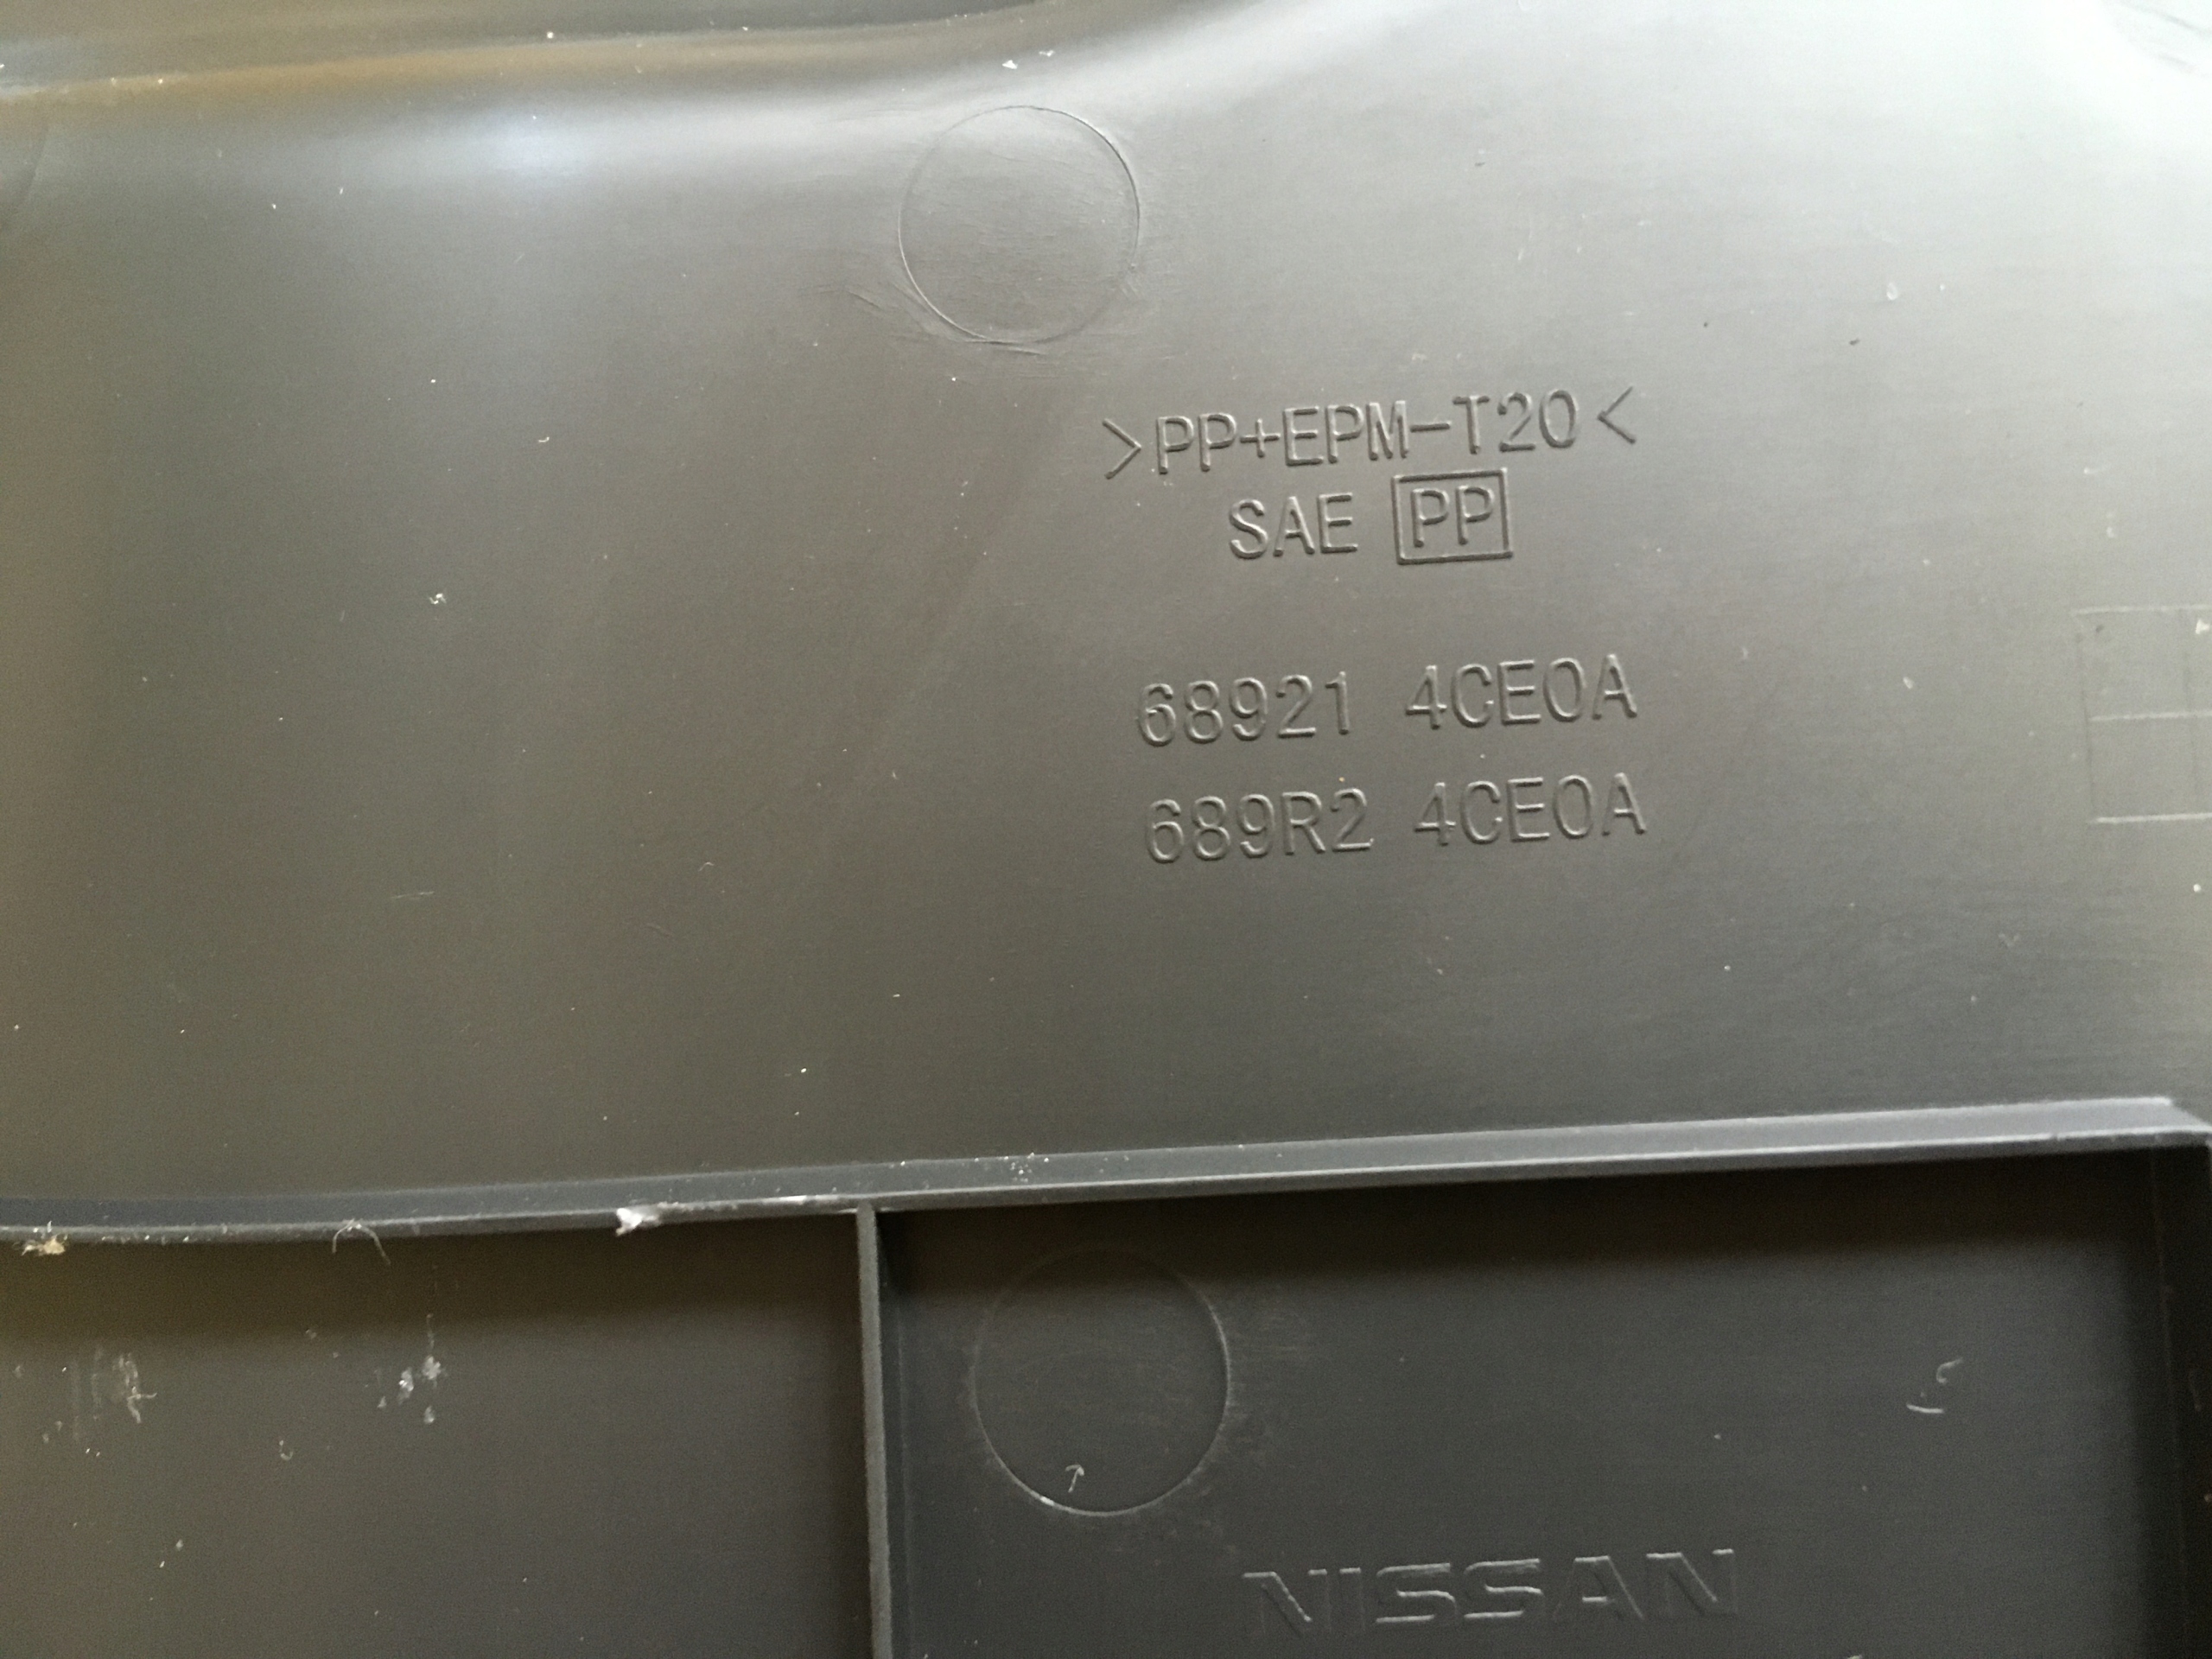 >PP+EPM-T20<
SAE PP
68921 4CE0A
689R2 4CE0A
NISSAN